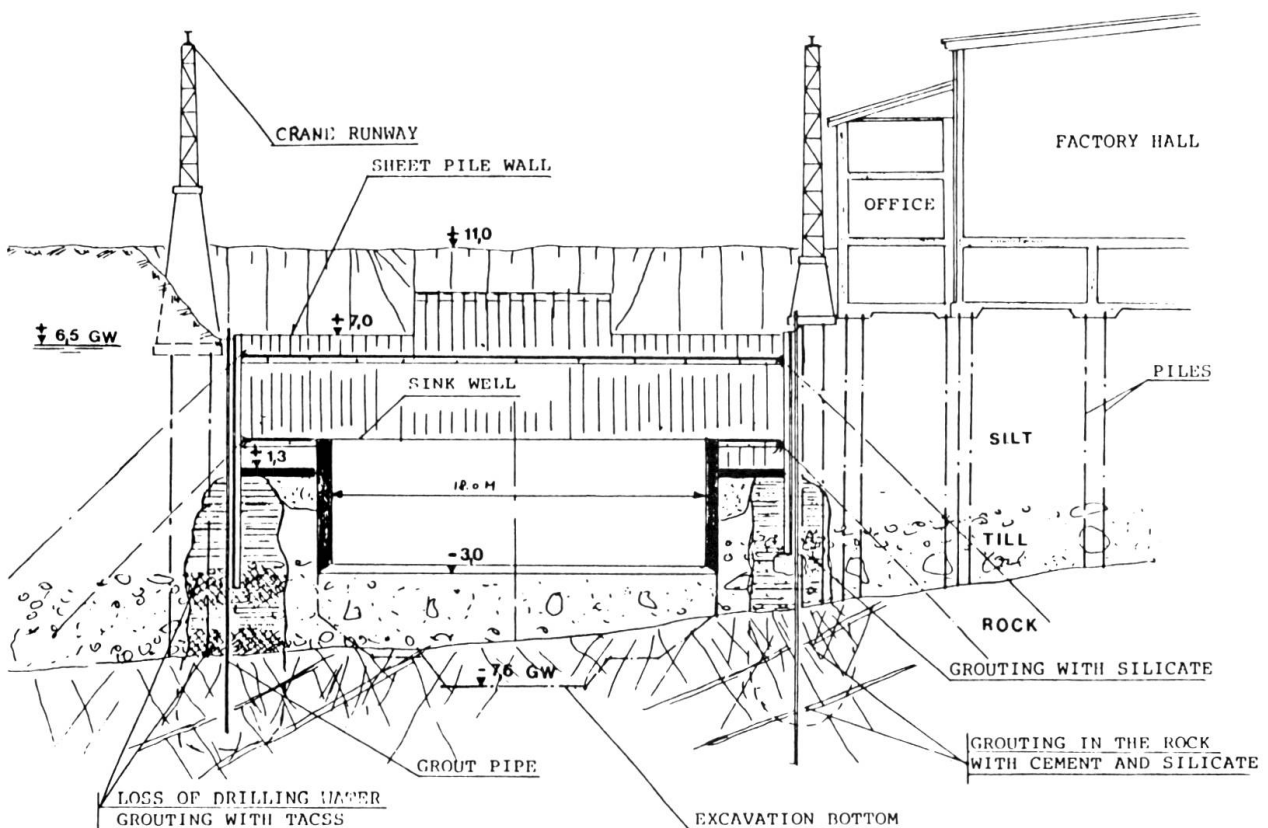 CRANE RUNWAY
SHEET PILE WALL
FACTORY HALL
OFFICE
+ 11,0
+ 7,0
+ 6,5 GW
SINK WELL
PILES
SILT
+ 1,3
18.0 M
TILL
- 3,0
ROCK
GROUTING WITH SILICATE
- 7,6 GW
GROUTING IN THE ROCK
WITH CEMENT AND SILICATE
GROUT PIPE
LOSS OF DRILLING WATER
GROUTING WITH TACSS
EXCAVATION BOTTOM